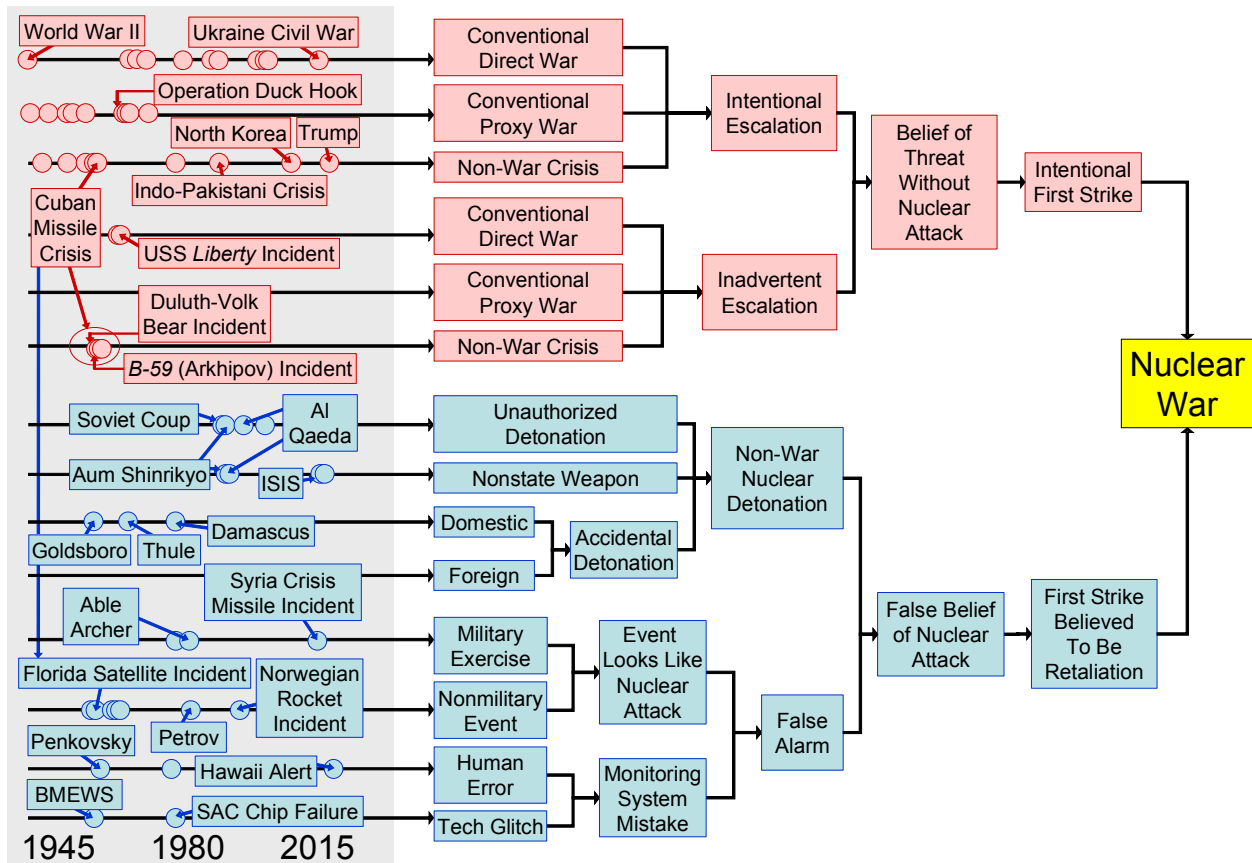 World War II
Ukraine Civil War
Conventional
Direct War
Operation Duck Hook
Conventional
Proxy War
Intentional
Escalation
North Korea
Trump
Non-War Crisis
Indo-Pakistani Crisis
Belief of
Threat
Without
Nuclear
Attack
Intentional
First Strike
Cuban
Missile
Crisis
Conventional
Direct War
USS Liberty Incident
Conventional
Proxy War
Inadvertent
Escalation
Duluth-Volk
Bear Incident
Non-War Crisis
B-59 (Arkhipov) Incident
Nuclear
War
Soviet Coup
Al
Qaeda
Unauthorized
Detonation
Aum Shinrikyo
ISIS
Nonstate Weapon
Non-War
Nuclear
Detonation
Goldsboro
Thule
Damascus
Domestic
Accidental
Detonation
Foreign
Syria Crisis
Missile Incident
Able
Archer
Military
Exercise
Event
Looks Like
Nuclear
Attack
False Belief
of Nuclear
Attack
First Strike
Believed
To Be
Retaliation
Florida Satellite Incident
Norwegian
Rocket
Incident
Nonmilitary
Event
Penkovsky
Petrov
False
Alarm
Hawaii Alert
Human
Error
Monitoring
System
Mistake
BMEWS
SAC Chip Failure
Tech Glitch
1945
1980
2015